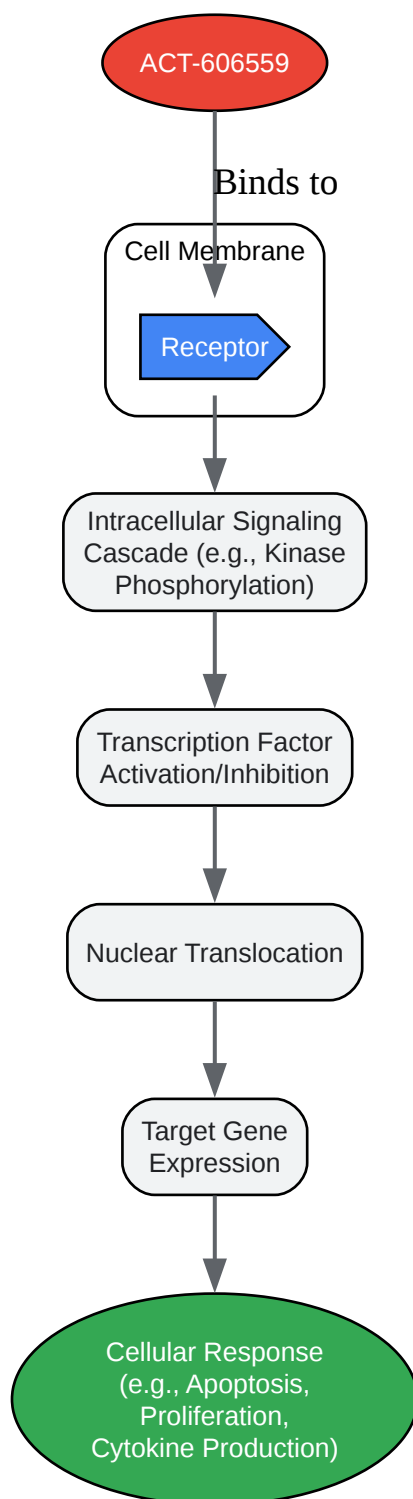 ACT-606559
Binds to
Cell Membrane
Receptor
Intracellular Signaling
Cascade (e.g., Kinase
Phosphorylation)
Transcription Factor
Activation/Inhibition
Nuclear Translocation
Target Gene
Expression
Cellular Response
(e.g., Apoptosis,
Proliferation,
Cytokine Production)